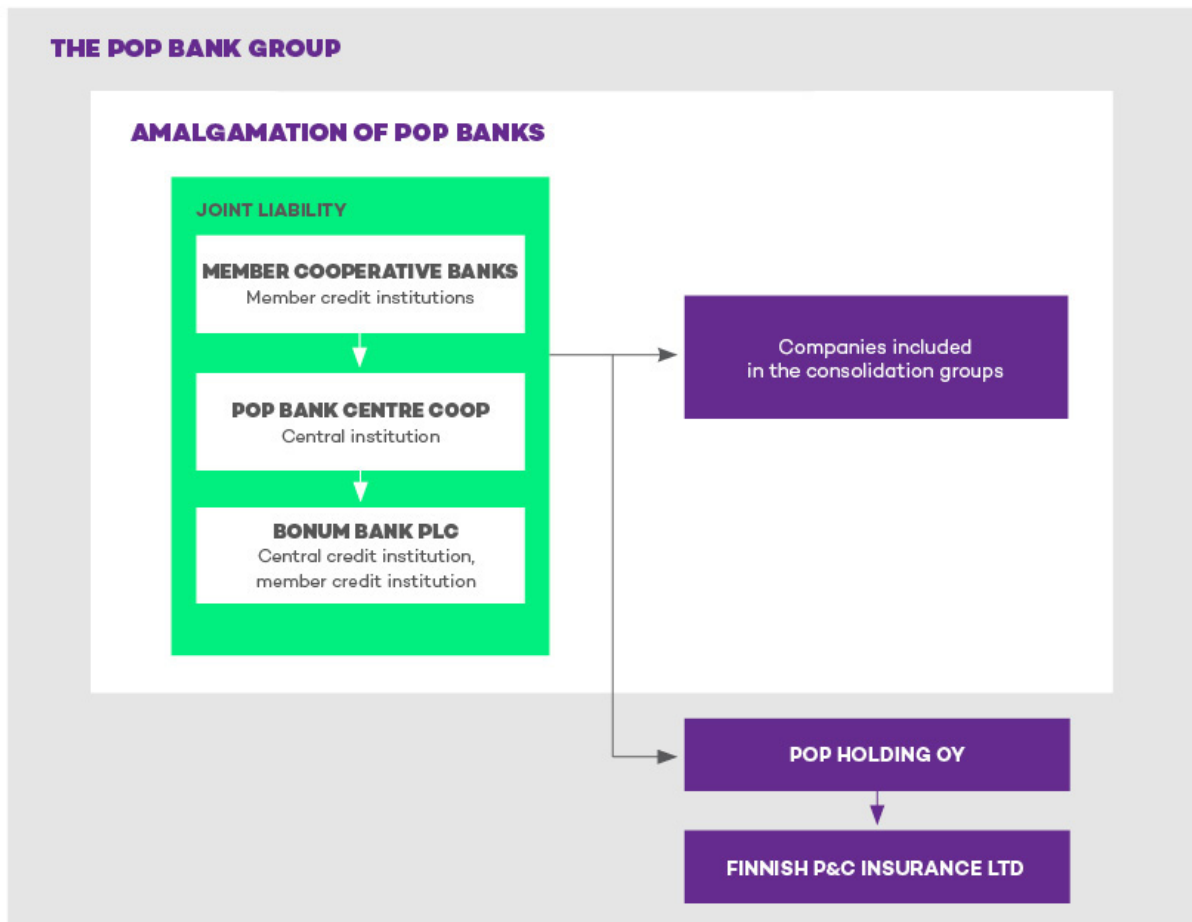 THE POP BANK GROUP
AMALGAMATION OF POP BANKS
JOINT LIABILITY
MEMBER COOPERATIVE BANKS
Member credit institutions
POP BANK CENTRE COOP
Central institution
BONUM BANK PLC
Central credit institution,
member credit institution
Companies included
in the consolidation groups
POP HOLDING OY
FINNISH P&C INSURANCE LTD